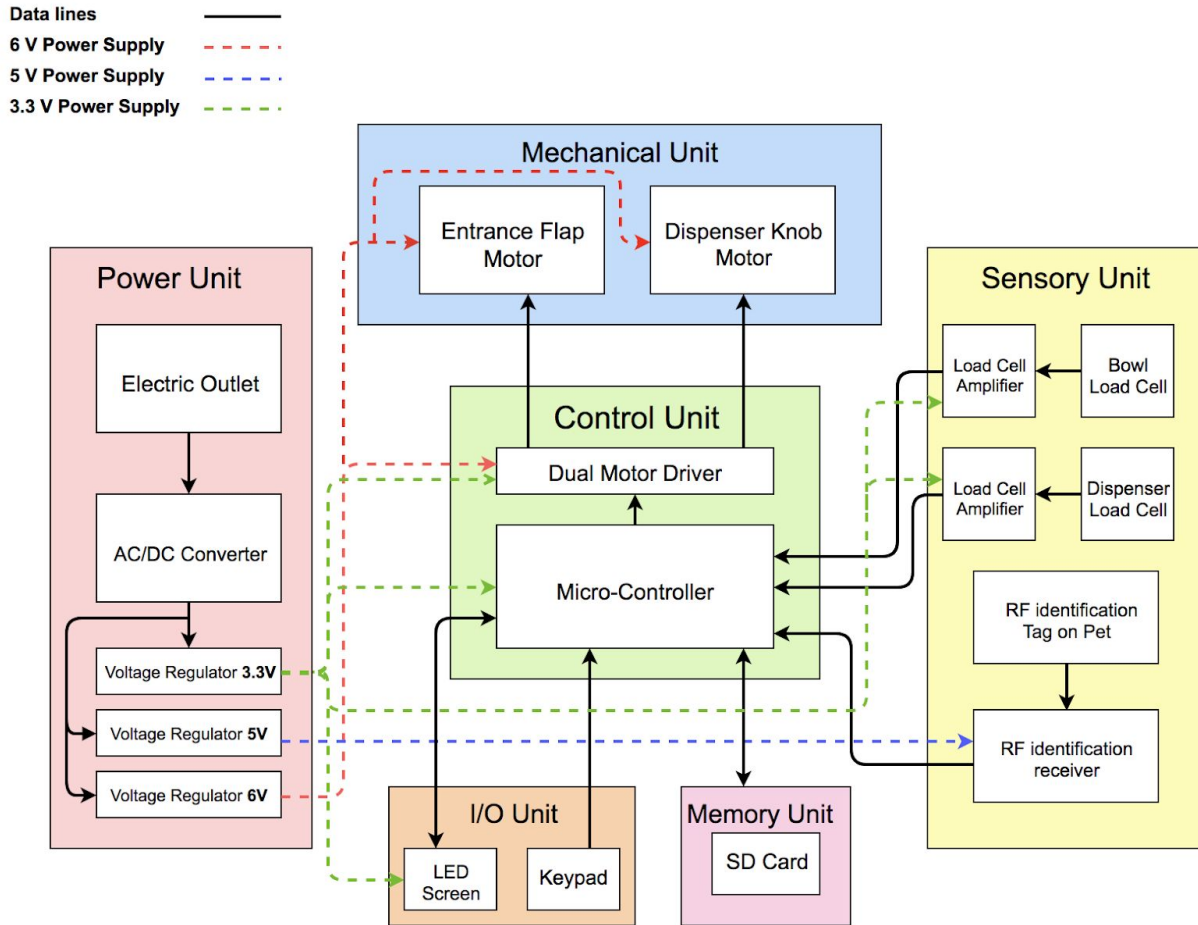 Data lines
6 V Power Supply
5 V Power Supply
3.3 V Power Supply
Mechanical Unit
Entrance Flap
Motor
Dispenser Knob
Motor
Power Unit
Electric Outlet
AC/DC Converter
Voltage Regulator 3.3V
Voltage Regulator 5V
Voltage Regulator 6V
Control Unit
Dual Motor Driver
Micro-Controller
Sensory Unit
Load Cell
Amplifier
Bowl
Load Cell
Load Cell
Amplifier
Dispenser
Load Cell
RF identification
Tag on Pet
RF identification
receiver
I/O Unit
LED
Screen
Keypad
Memory Unit
SD Card